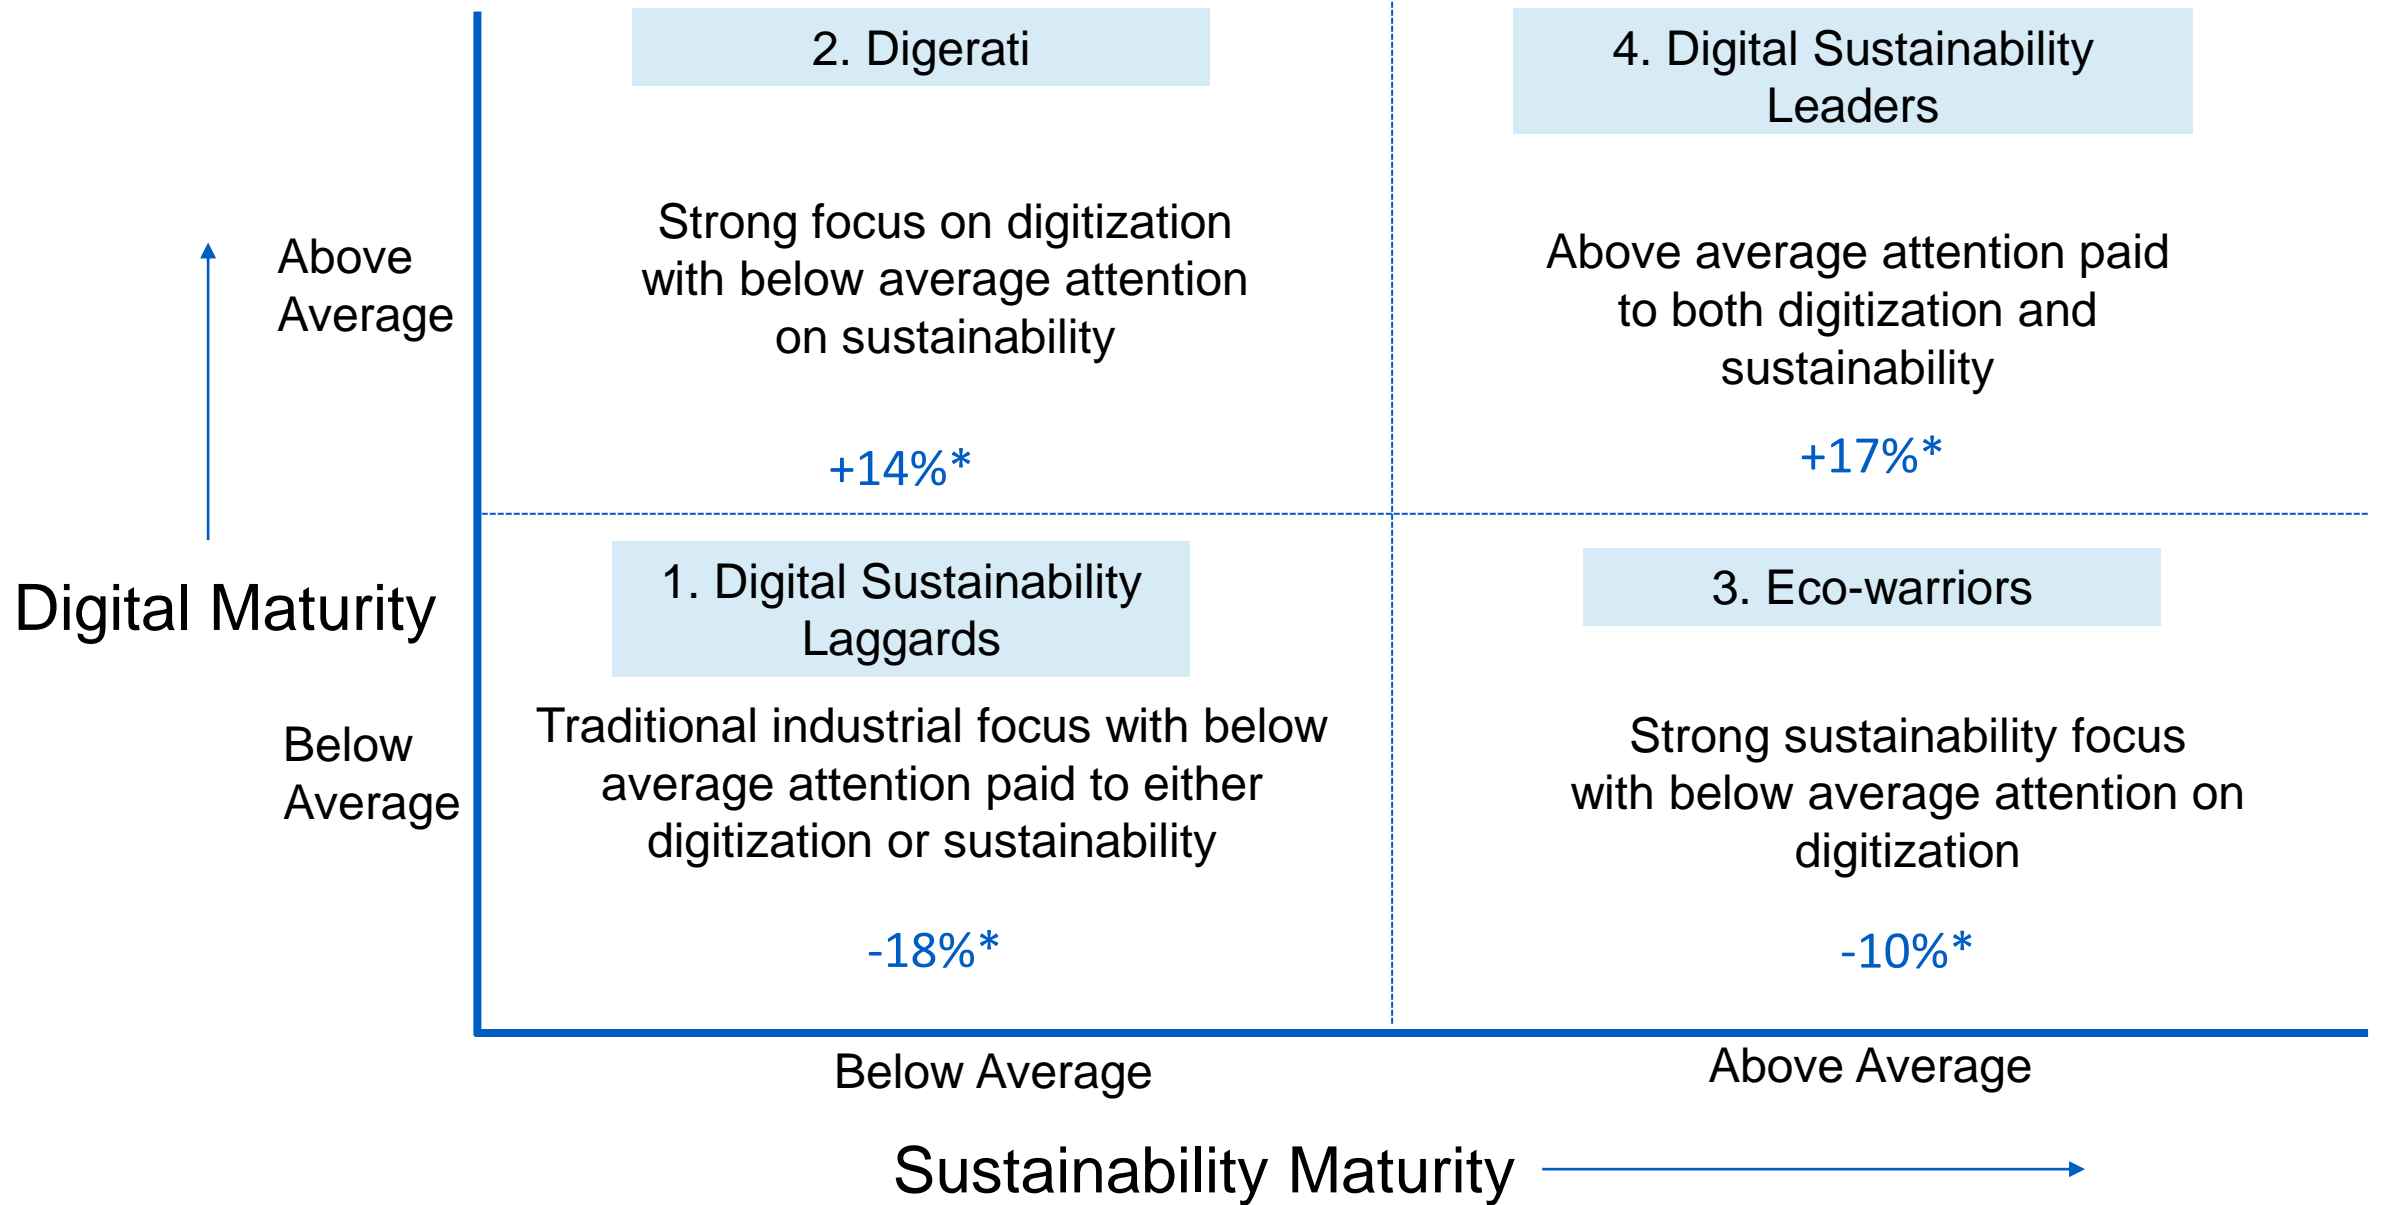 2. Digerati
Strong focus on digitization
with below average attention
on sustainability
+14%*
4. Digital Sustainability
Leaders
Above average attention paid
to both digitization and
sustainability
+17%*
Above
Average
Digital Maturity
Below
Average
1. Digital Sustainability
Laggards
Traditional industrial focus with below
average attention paid to either
digitization or sustainability
-18%*
3. Eco-warriors
Strong sustainability focus
with below average attention on
digitization
-10%*
Below Average
Above Average
Sustainability Maturity